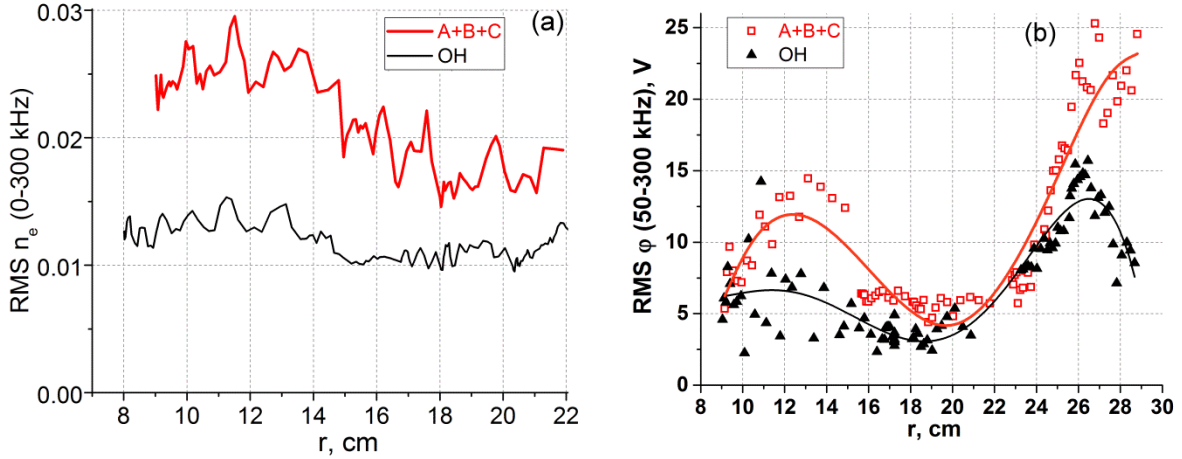 (a)
A+B+C
OH
RMS nₑ (0-300 kHz)
0.03
0.02
0.01
0.00
8 10 12 14 16 18 20 22
r, cm
(b)
A+B+C
OH
RMS φ (50-300 kHz), V
25
20
15
10
5
0
8 10 12 14 16 18 20 22 24 26 28 30
r, cm